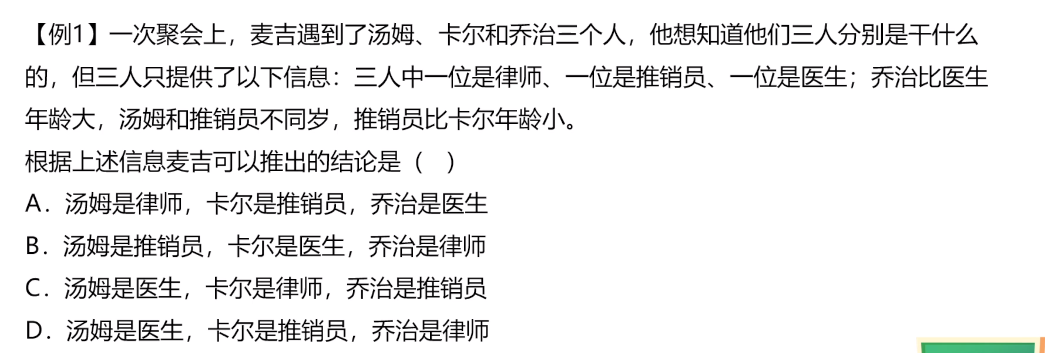 【例1】一次聚会上，麦吉遇到了汤姆、卡尔和乔治三个人，他想知道他们三人分别是干什么
的，但三人只提供了以下信息：三人中一位是律师、一位是推销员、一位是医生；乔治比医生
年龄大，汤姆和推销员不同岁，推销员比卡尔年龄小。
根据上述信息麦吉可以推出的结论是（　）
A．汤姆是律师，卡尔是推销员，乔治是医生
B．汤姆是推销员，卡尔是医生，乔治是律师
C．汤姆是医生，卡尔是律师，乔治是推销员
D．汤姆是医生，卡尔是推销员，乔治是律师